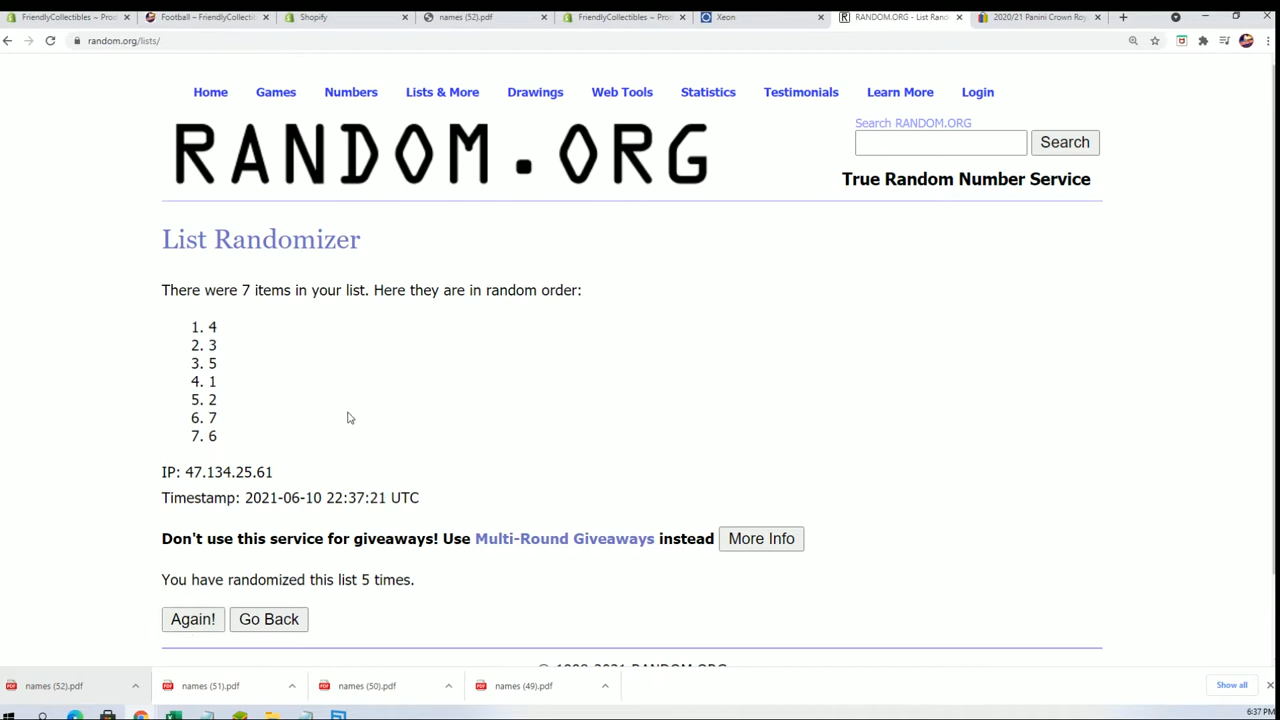 FriendlyCollectibles ~ Prod
Football – FriendlyCollectib
Shopify
names (52).pdf
FriendlyCollectibles ~ Prod
Xeon
RANDOM.ORG - List Rand
2020/21 Panini Crown Roy
random.org/lists/
Home Games Numbers Lists & More Drawings Web Tools Statistics Testimonials Learn More Login
RANDOM.ORG
Search RANDOM.ORG
Search
True Random Number Service
List Randomizer
There were 7 items in your list. Here they are in random order:
1. 4
2. 3
3. 5
4. 1
5. 2
6. 7
7. 6
IP: 47.134.25.61
Timestamp: 2021-06-10 22:37:21 UTC
Don't use this service for giveaways! Use Multi-Round Giveaways instead More Info
You have randomized this list 5 times.
Again! Go Back
© 1998-2021 RANDOM.ORG
names (52).pdf names (51).pdf names (50).pdf names (49).pdf Show all
6:37 PM